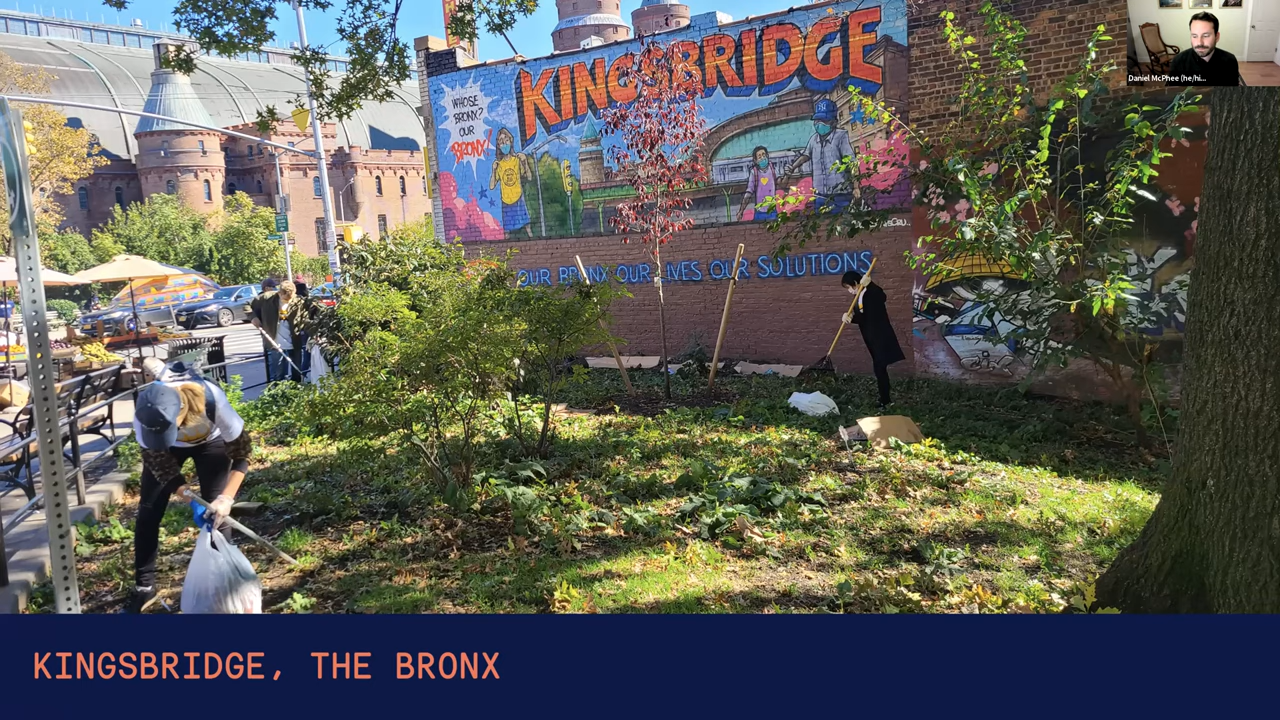 Daniel McPhee (he/hi...
KINGSBRIDGE
WHOSE
BRONX?
OUR
BRONX!
OUR BRONX OUR LIVES OUR SOLUTIONS
KINGSBRIDGE, THE BRONX